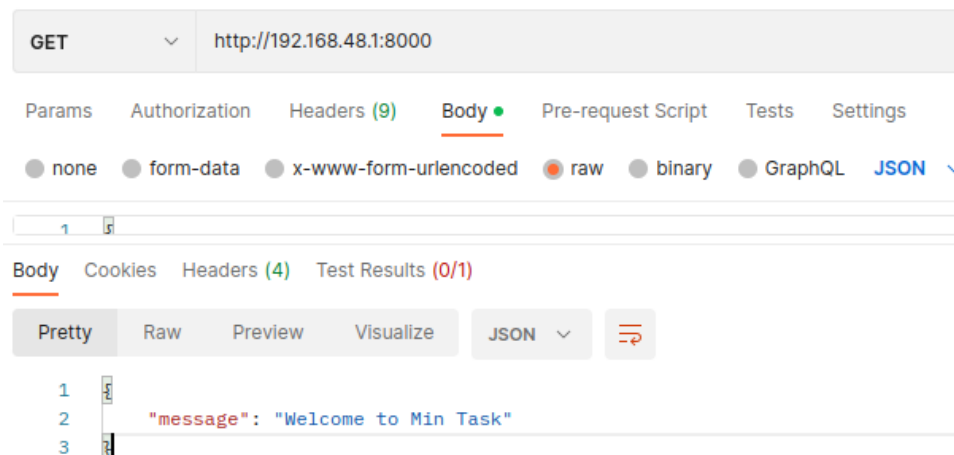 GET http://192.168.48.1:8000
Params Authorization Headers (9) Body Pre-request Script Tests Settings
none form-data x-www-form-urlencoded raw binary GraphQL JSON
1 {
Body Cookies Headers (4) Test Results (0/1)
Pretty Raw Preview Visualize JSON
1 {
2 "message": "Welcome to Min Task"
3 }